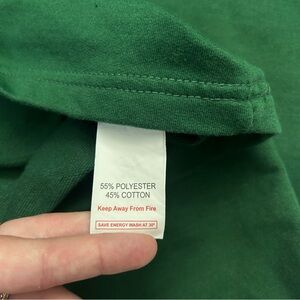 55% POLYESTER
45% COTTON
Keep Away From Fire
SAVE ENERGY WASH AT 30°